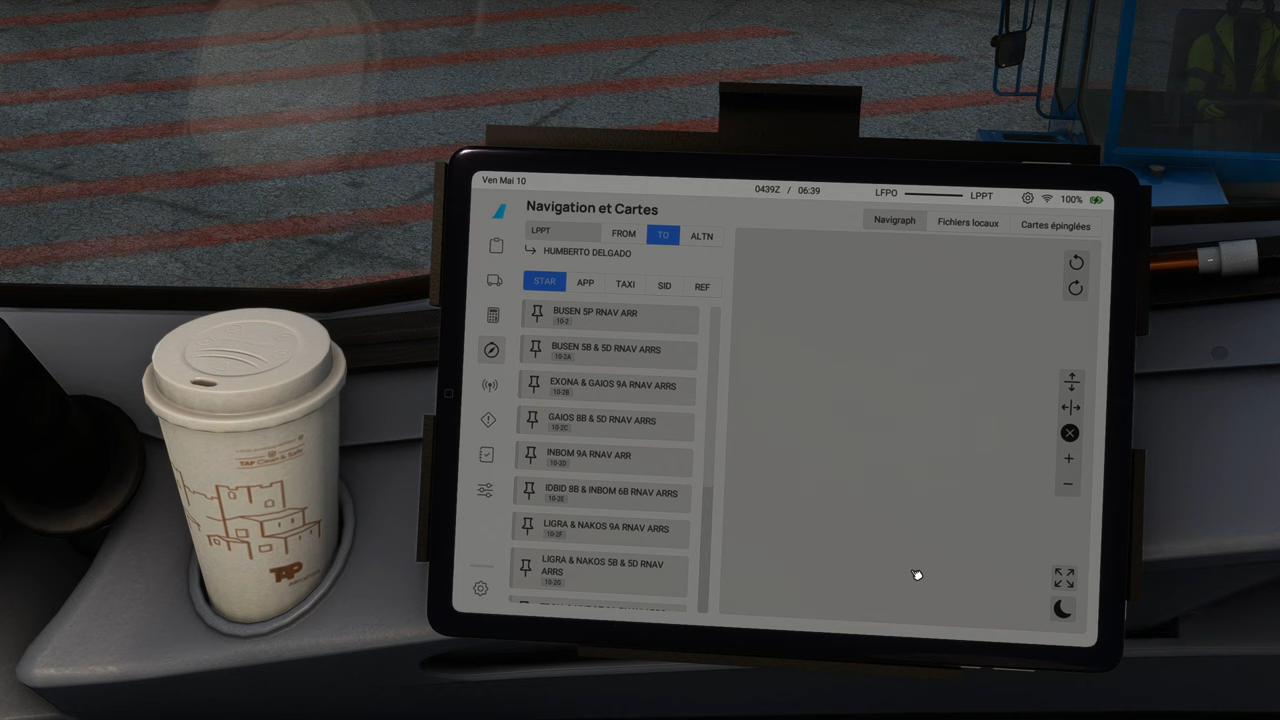 Ven Mai 10
0439Z / 06:39
LFPO
LPPT
100%
Navigation et Cartes
Navigraph
Fichiers locaux
Cartes épinglées
LPPT
FROM
TO
ALTN
HUMBERTO DELGADO
STAR
APP
TAXI
SID
REF
BUSEN 5P RNAV ARR
10-2
BUSEN 5B & 5D RNAV ARRS
10-2A
EXONA & GAIOS 9A RNAV ARRS
10-2B
GAIOS 8B & 5D RNAV ARRS
10-2C
INBOM 9A RNAV ARR
10-2D
IDBID 8B & INBOM 6B RNAV ARRS
10-2E
LIGRA & NAKOS 9A RNAV ARRS
10-2F
LIGRA & NAKOS 5B & 5D RNAV
ARRS
10-2G
TAP Clean & Safe
TAP